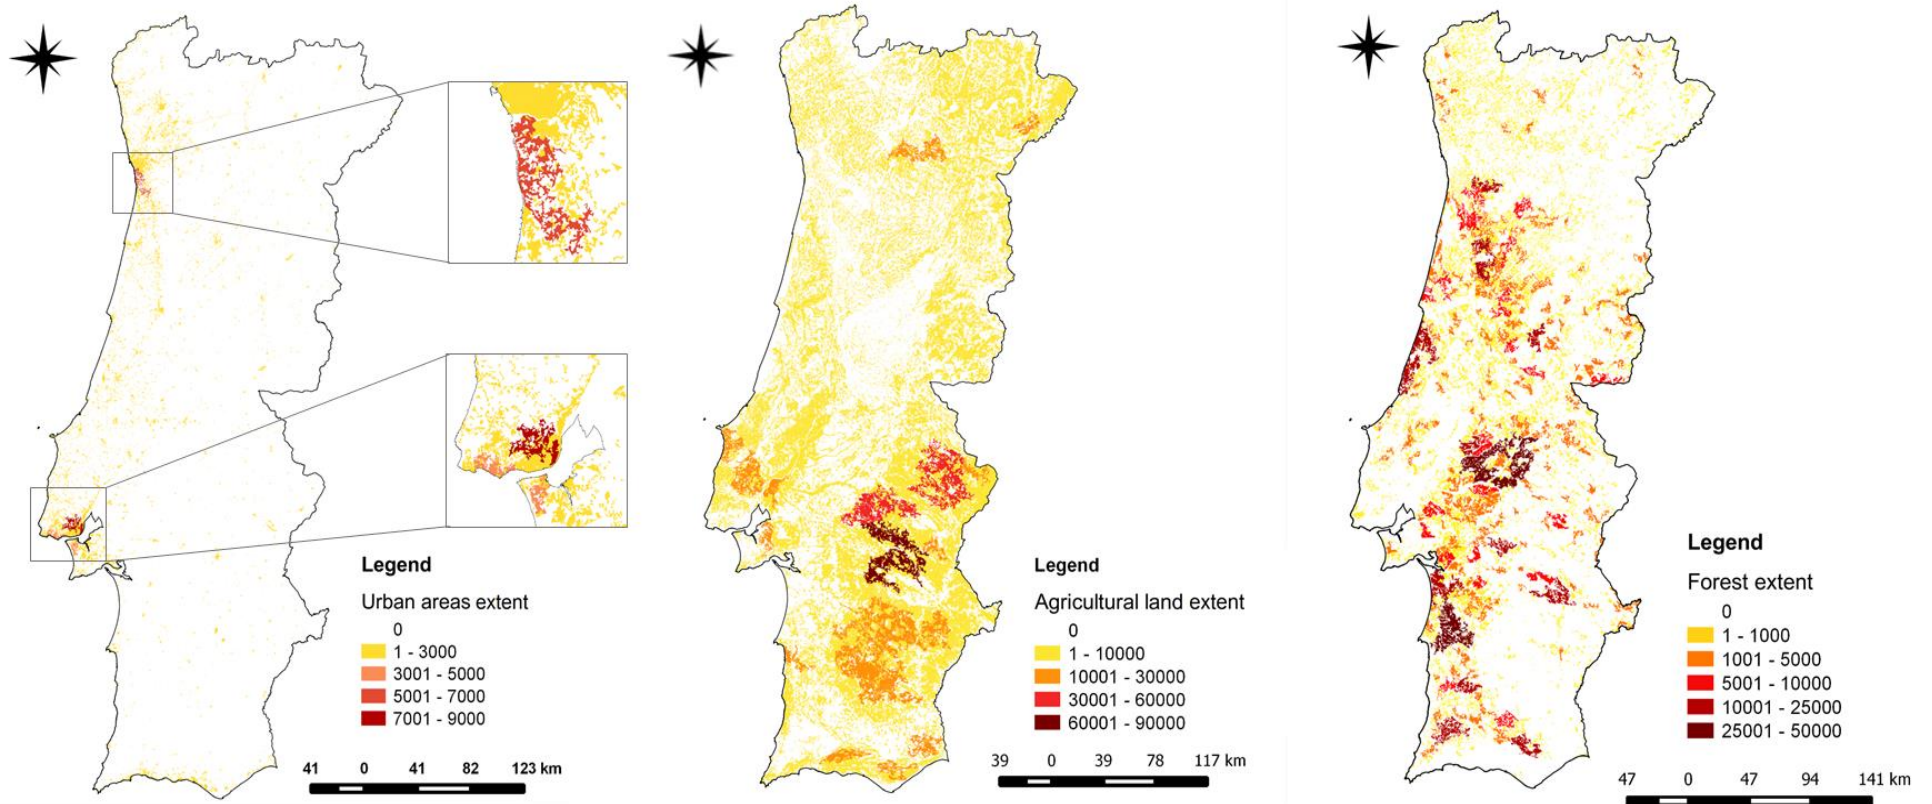 Legend
Urban areas extent
0
1 - 3000
3001 - 5000
5001 - 7000
7001 - 9000
41 0 41 82 123 km
Legend
Agricultural land extent
0
1 - 10000
10001 - 30000
30001 - 60000
60001 - 90000
39 0 39 78 117 km
Legend
Forest extent
0
1 - 1000
1001 - 5000
5001 - 10000
10001 - 25000
25001 - 50000
47 0 47 94 141 km